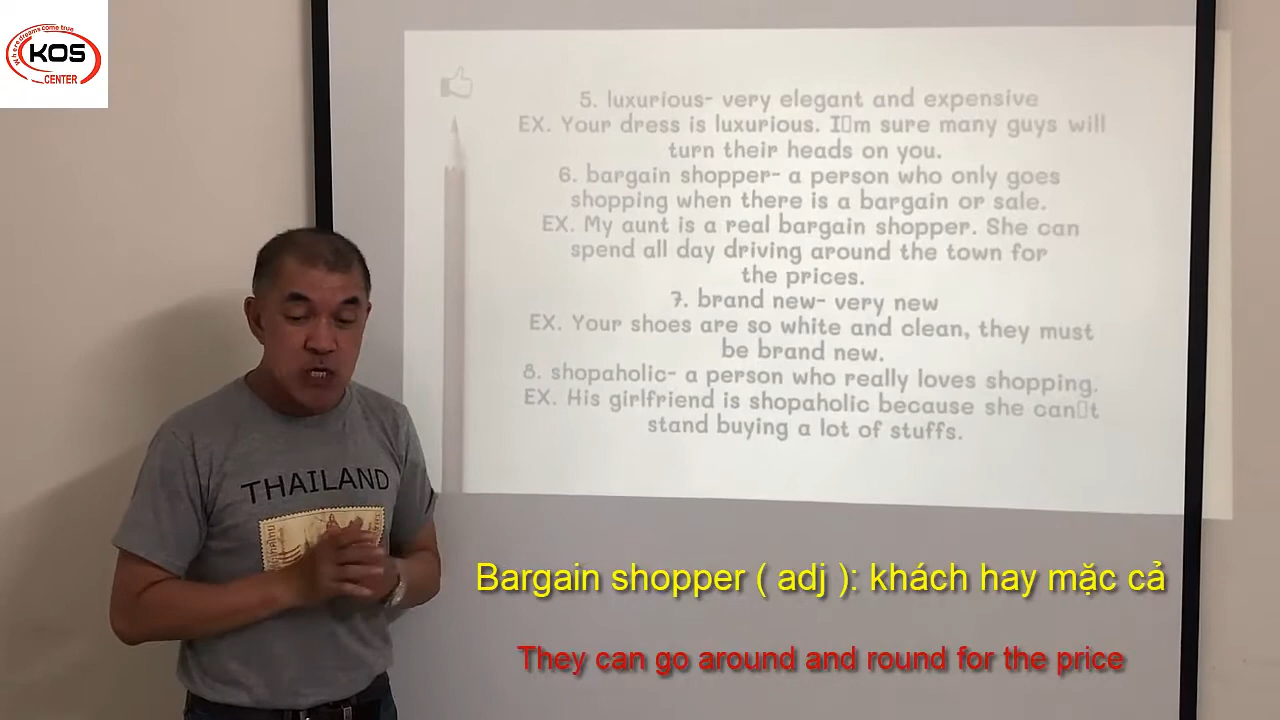 Where dreams come true
KOS
CENTER
5. luxurious- very elegant and expensive
EX. Your dress is luxurious. I▯m sure many guys will
turn their heads on you.
6. bargain shopper- a person who only goes
shopping when there is a bargain or sale.
EX. My aunt is a real bargain shopper. She can
spend all day driving around the town for
the prices.
7. brand new- very new
EX. Your shoes are so white and clean, they must
be brand new.
8. shopaholic- a person who really loves shopping.
EX. His girlfriend is shopaholic because she can▯t
stand buying a lot of stuffs.
THAILAND
Bargain shopper ( adj ): khách hay mặc cả
They can go around and round for the price